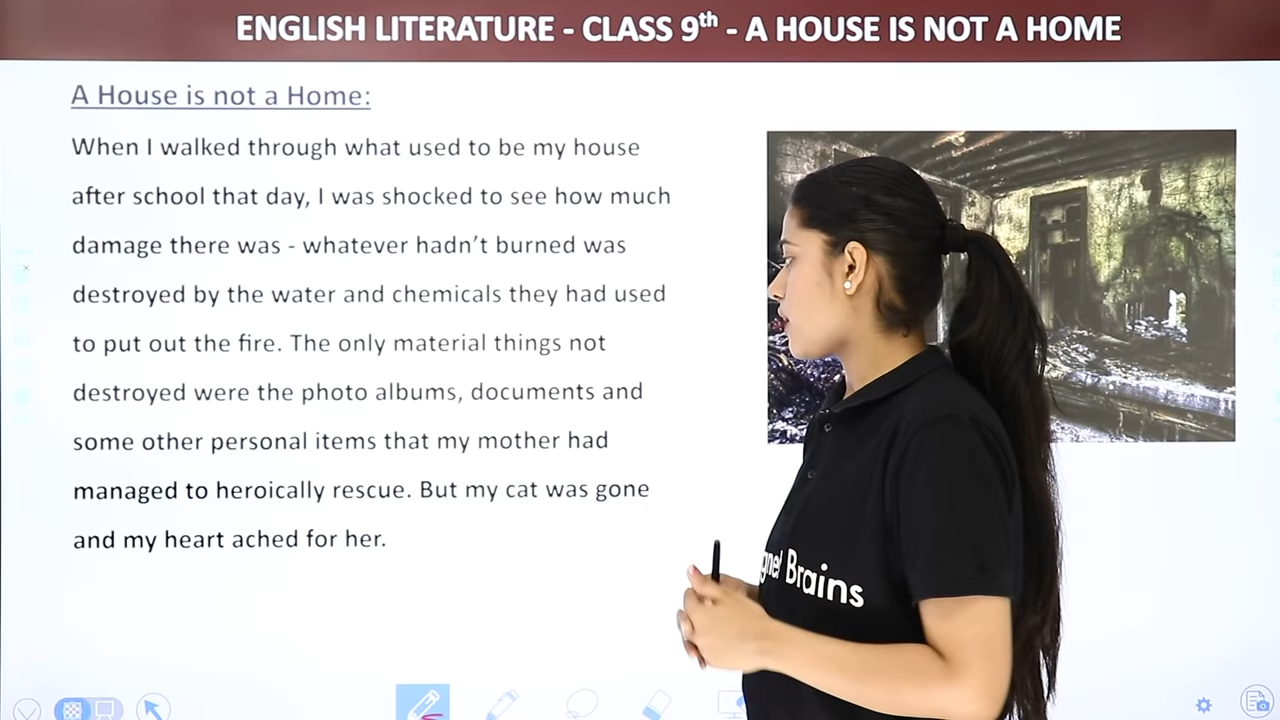 ENGLISH LITERATURE - CLASS 9th - A HOUSE IS NOT A HOME
A House is not a Home:
When I walked through what used to be my house
after school that day, I was shocked to see how much
damage there was - whatever hadn't burned was
destroyed by the water and chemicals they had used
to put out the fire. The only material things not
destroyed were the photo albums, documents and
some other personal items that my mother had
managed to heroically rescue. But my cat was gone
and my heart ached for her.
Brains